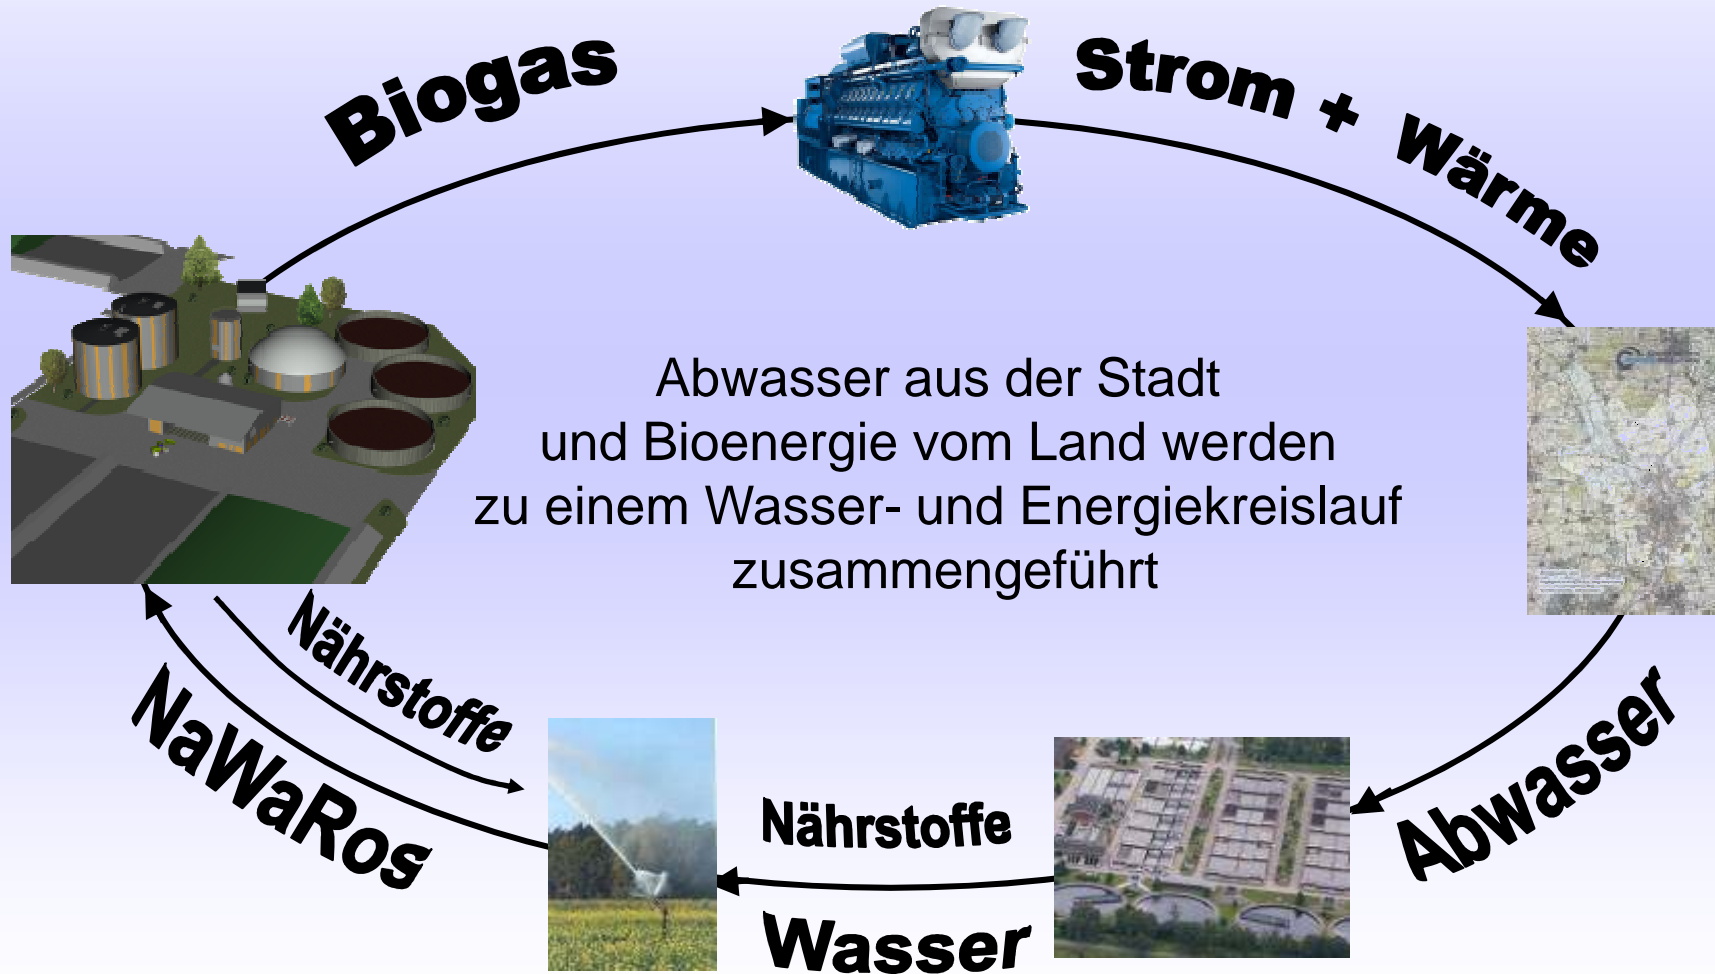 Biogas
Strom + Wärme
Abwasser aus der Stadt
und Bioenergie vom Land werden
zu einem Wasser- und Energiekreislauf
zusammengeführt
Nährstoffe
NaWaRos
Nährstoffe
Wasser
Abwasser